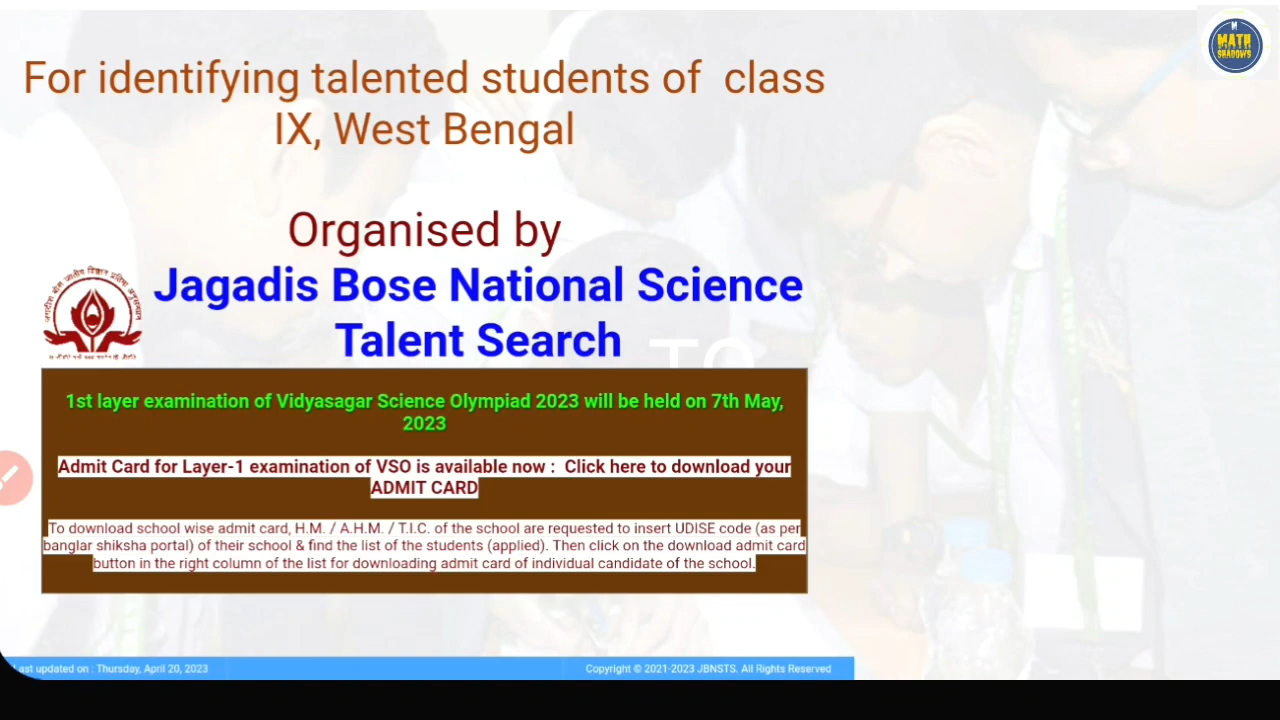 M
MATH
SHADOWS
For identifying talented students of class
IX, West Bengal
Organised by
Jagadis Bose National Science
Talent Search
TO
1st layer examination of Vidyasagar Science Olympiad 2023 will be held on 7th May,
2023
Admit Card for Layer-1 examination of VSO is available now : Click here to download your
ADMIT CARD
To download school wise admit card, H.M. / A.H.M. / T.I.C. of the school are requested to insert UDISE code (as per
banglar shiksha portal) of their school & find the list of the students (applied). Then click on the download admit card
button in the right column of the list for downloading admit card of individual candidate of the school.
ast updated on : Thursday, April 20, 2023
Copyright © 2021-2023 JBNSTS. All Rights Reserved